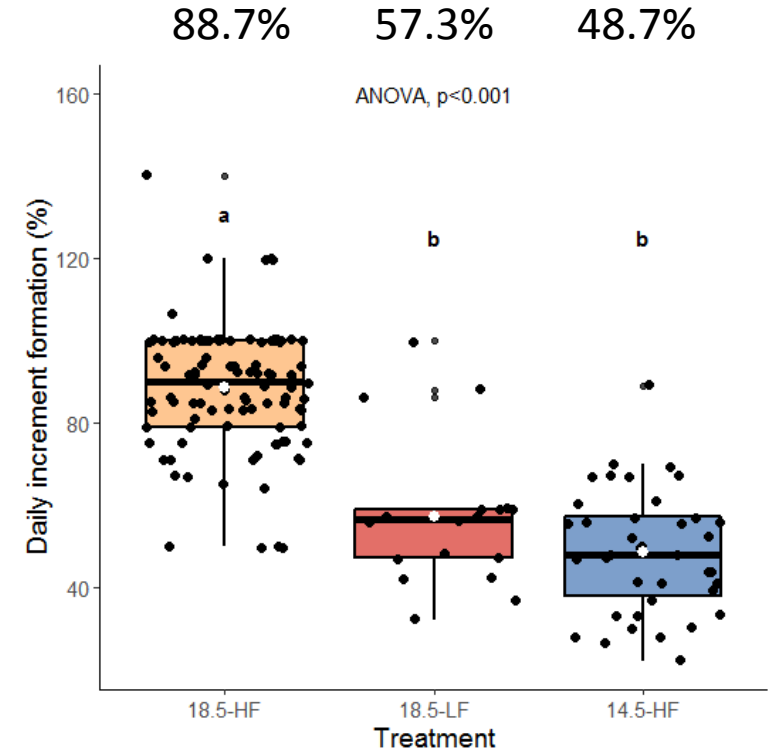 88.7% 57.3% 48.7%
160
ANOVA, p<0.001
a
b b
120
80
40
Daily increment formation (%)
18.5-HF 18.5-LF 14.5-HF
Treatment